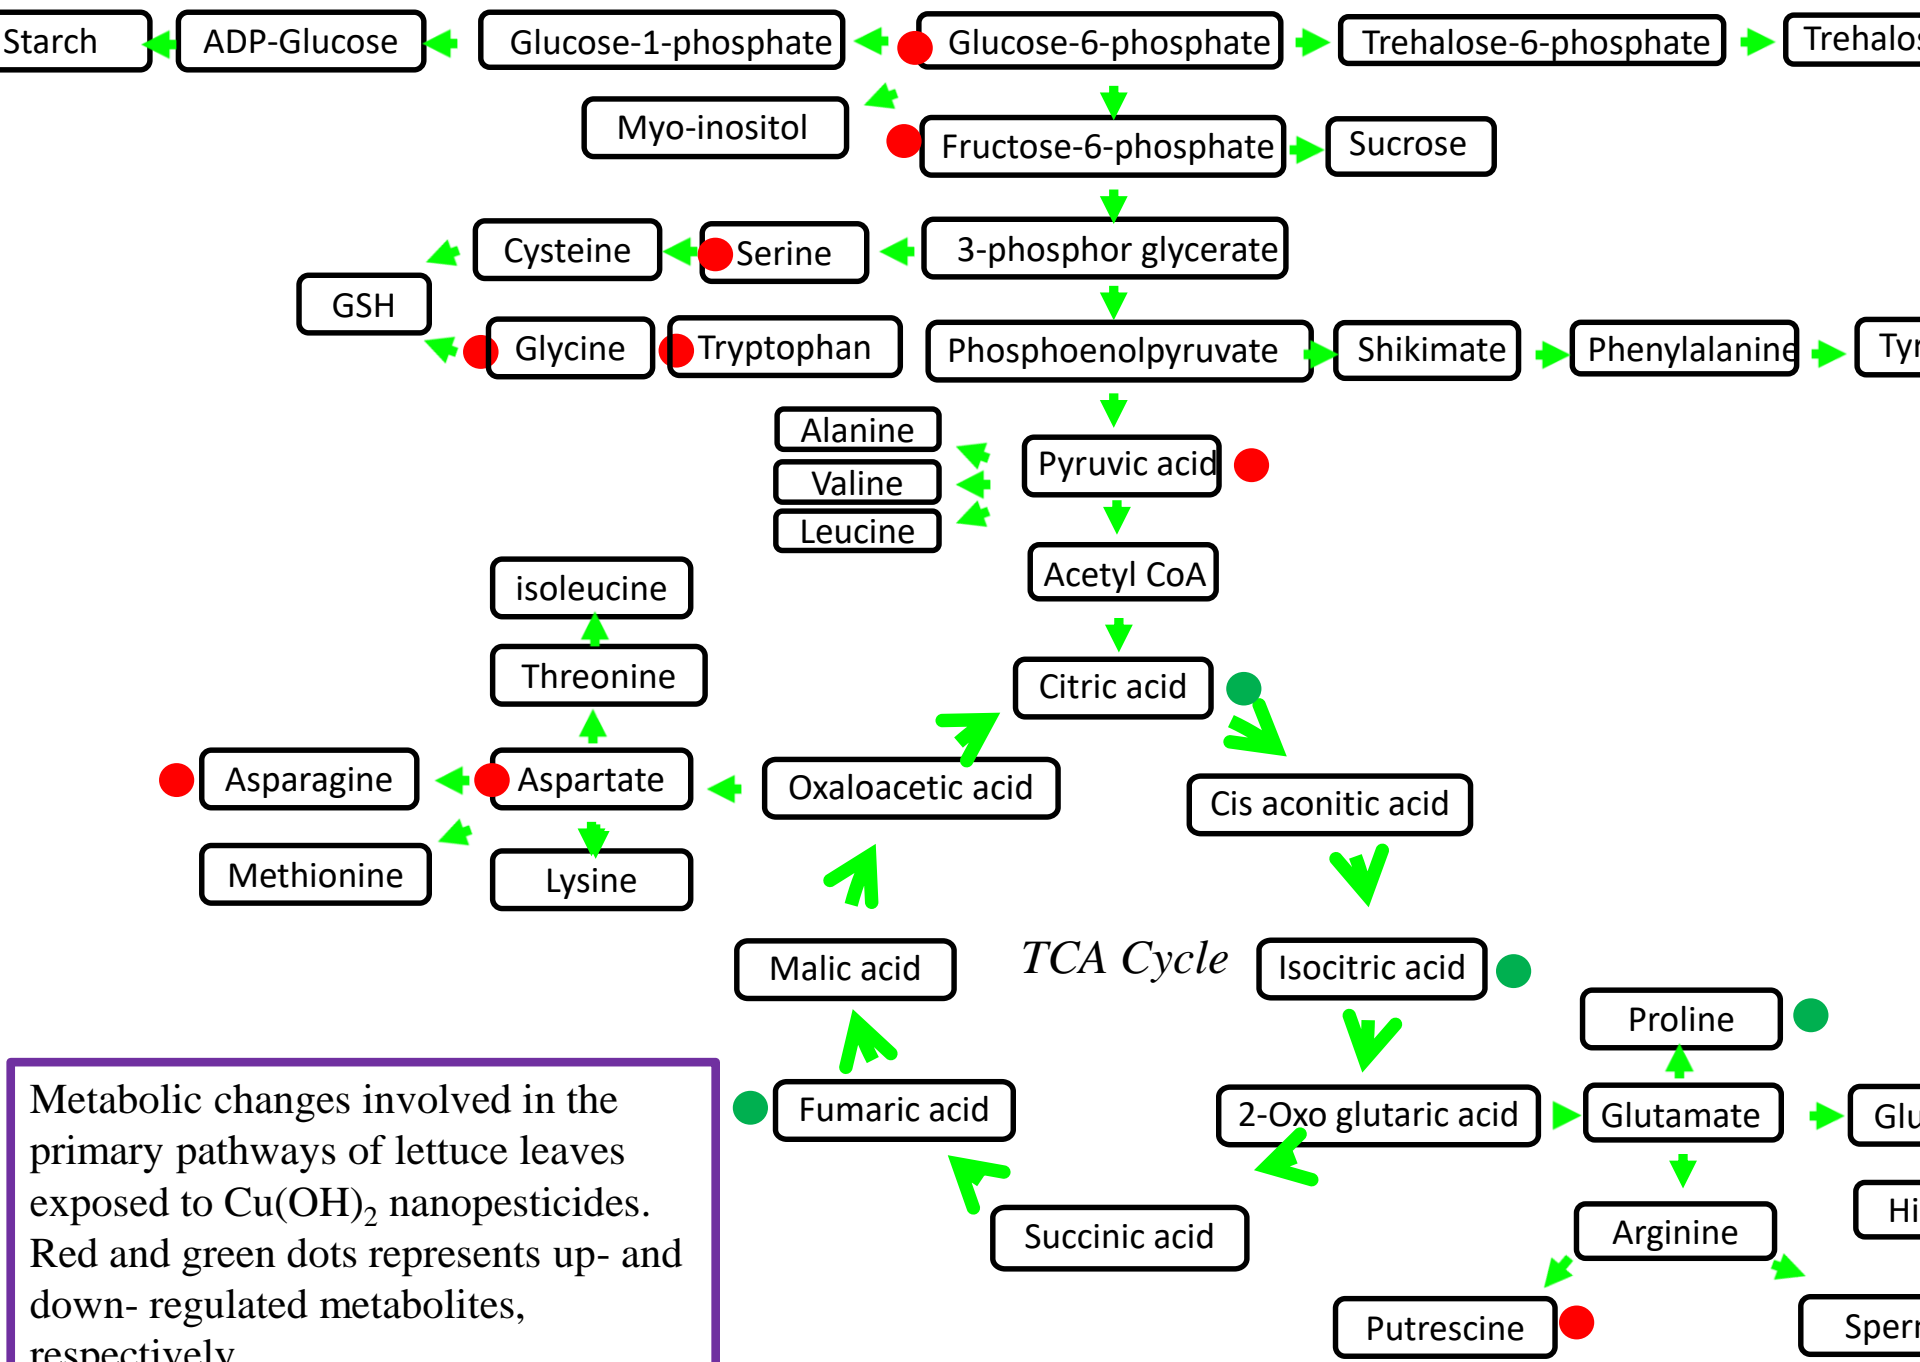 Starch
ADP-Glucose
Glucose-1-phosphate
Glucose-6-phosphate
Trehalose-6-phosphate
Myo-inositol
Fructose-6-phosphate
Sucrose
Cysteine
Serine
3-phosphor glycerate
GSH
Glycine
Tryptophan
Phosphoenolpyruvate
Shikimate
Phenylalanine
Alanine
Pyruvic acid
Valine
Leucine
Acetyl CoA
isoleucine
Threonine
Citric acid
Asparagine
Aspartate
Oxaloacetic acid
Cis aconitic acid
Methionine
Lysine
Malic acid
TCA Cycle
Isocitric acid
Proline
Fumaric acid
2-Oxo glutaric acid
Glutamate
Succinic acid
Arginine
Putrescine
Metabolic changes involved in the
primary pathways of lettuce leaves
exposed to Cu(OH)₂ nanopesticides.
Red and green dots represents up- and
down- regulated metabolites,
respectively